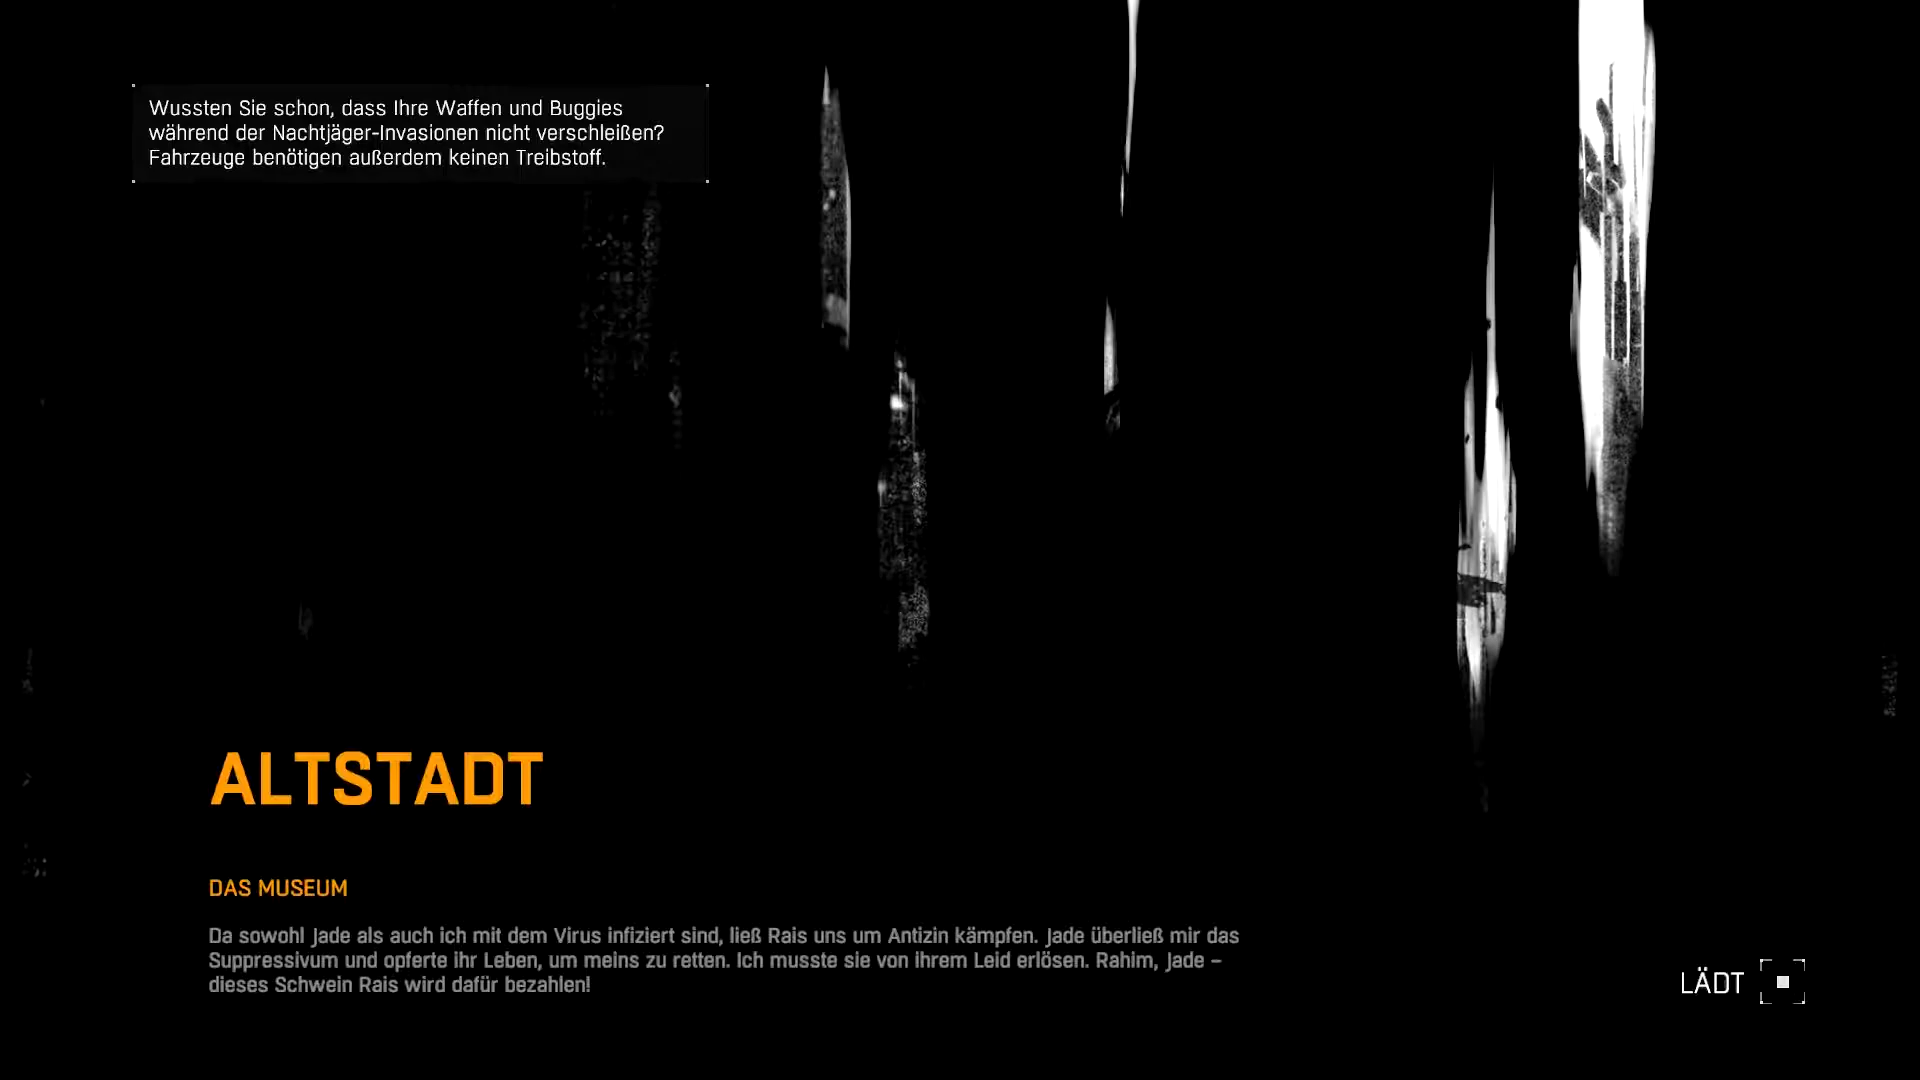 Wussten Sie schon, dass Ihre Waffen und Buggies
während der Nachtjäger-Invasionen nicht verschleißen?
Fahrzeuge benötigen außerdem keinen Treibstoff.
ALTSTADT
DAS MUSEUM
Da sowohl Jade als auch ich mit dem Virus infiziert sind, ließ Rais uns um Antizin kämpfen. Jade überließ mir das
Suppressivum und opferte ihr Leben, um meins zu retten. Ich musste sie von ihrem Leid erlösen. Rahim, Jade –
dieses Schwein Rais wird dafür bezahlen!
LÄDT